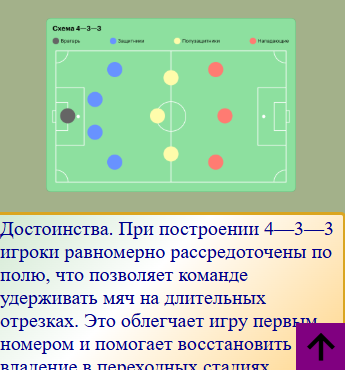 Схема 4—3—3
Вратарь Защитники Полузащитники Нападающие
Достоинства. При построении 4—3—3
игроки равномерно рассредоточены по
полю, что позволяет команде
удерживать мяч на длительных
отрезках. Это облегчает игру первым
номером и помогает восстановить
владение в переходных стадиях